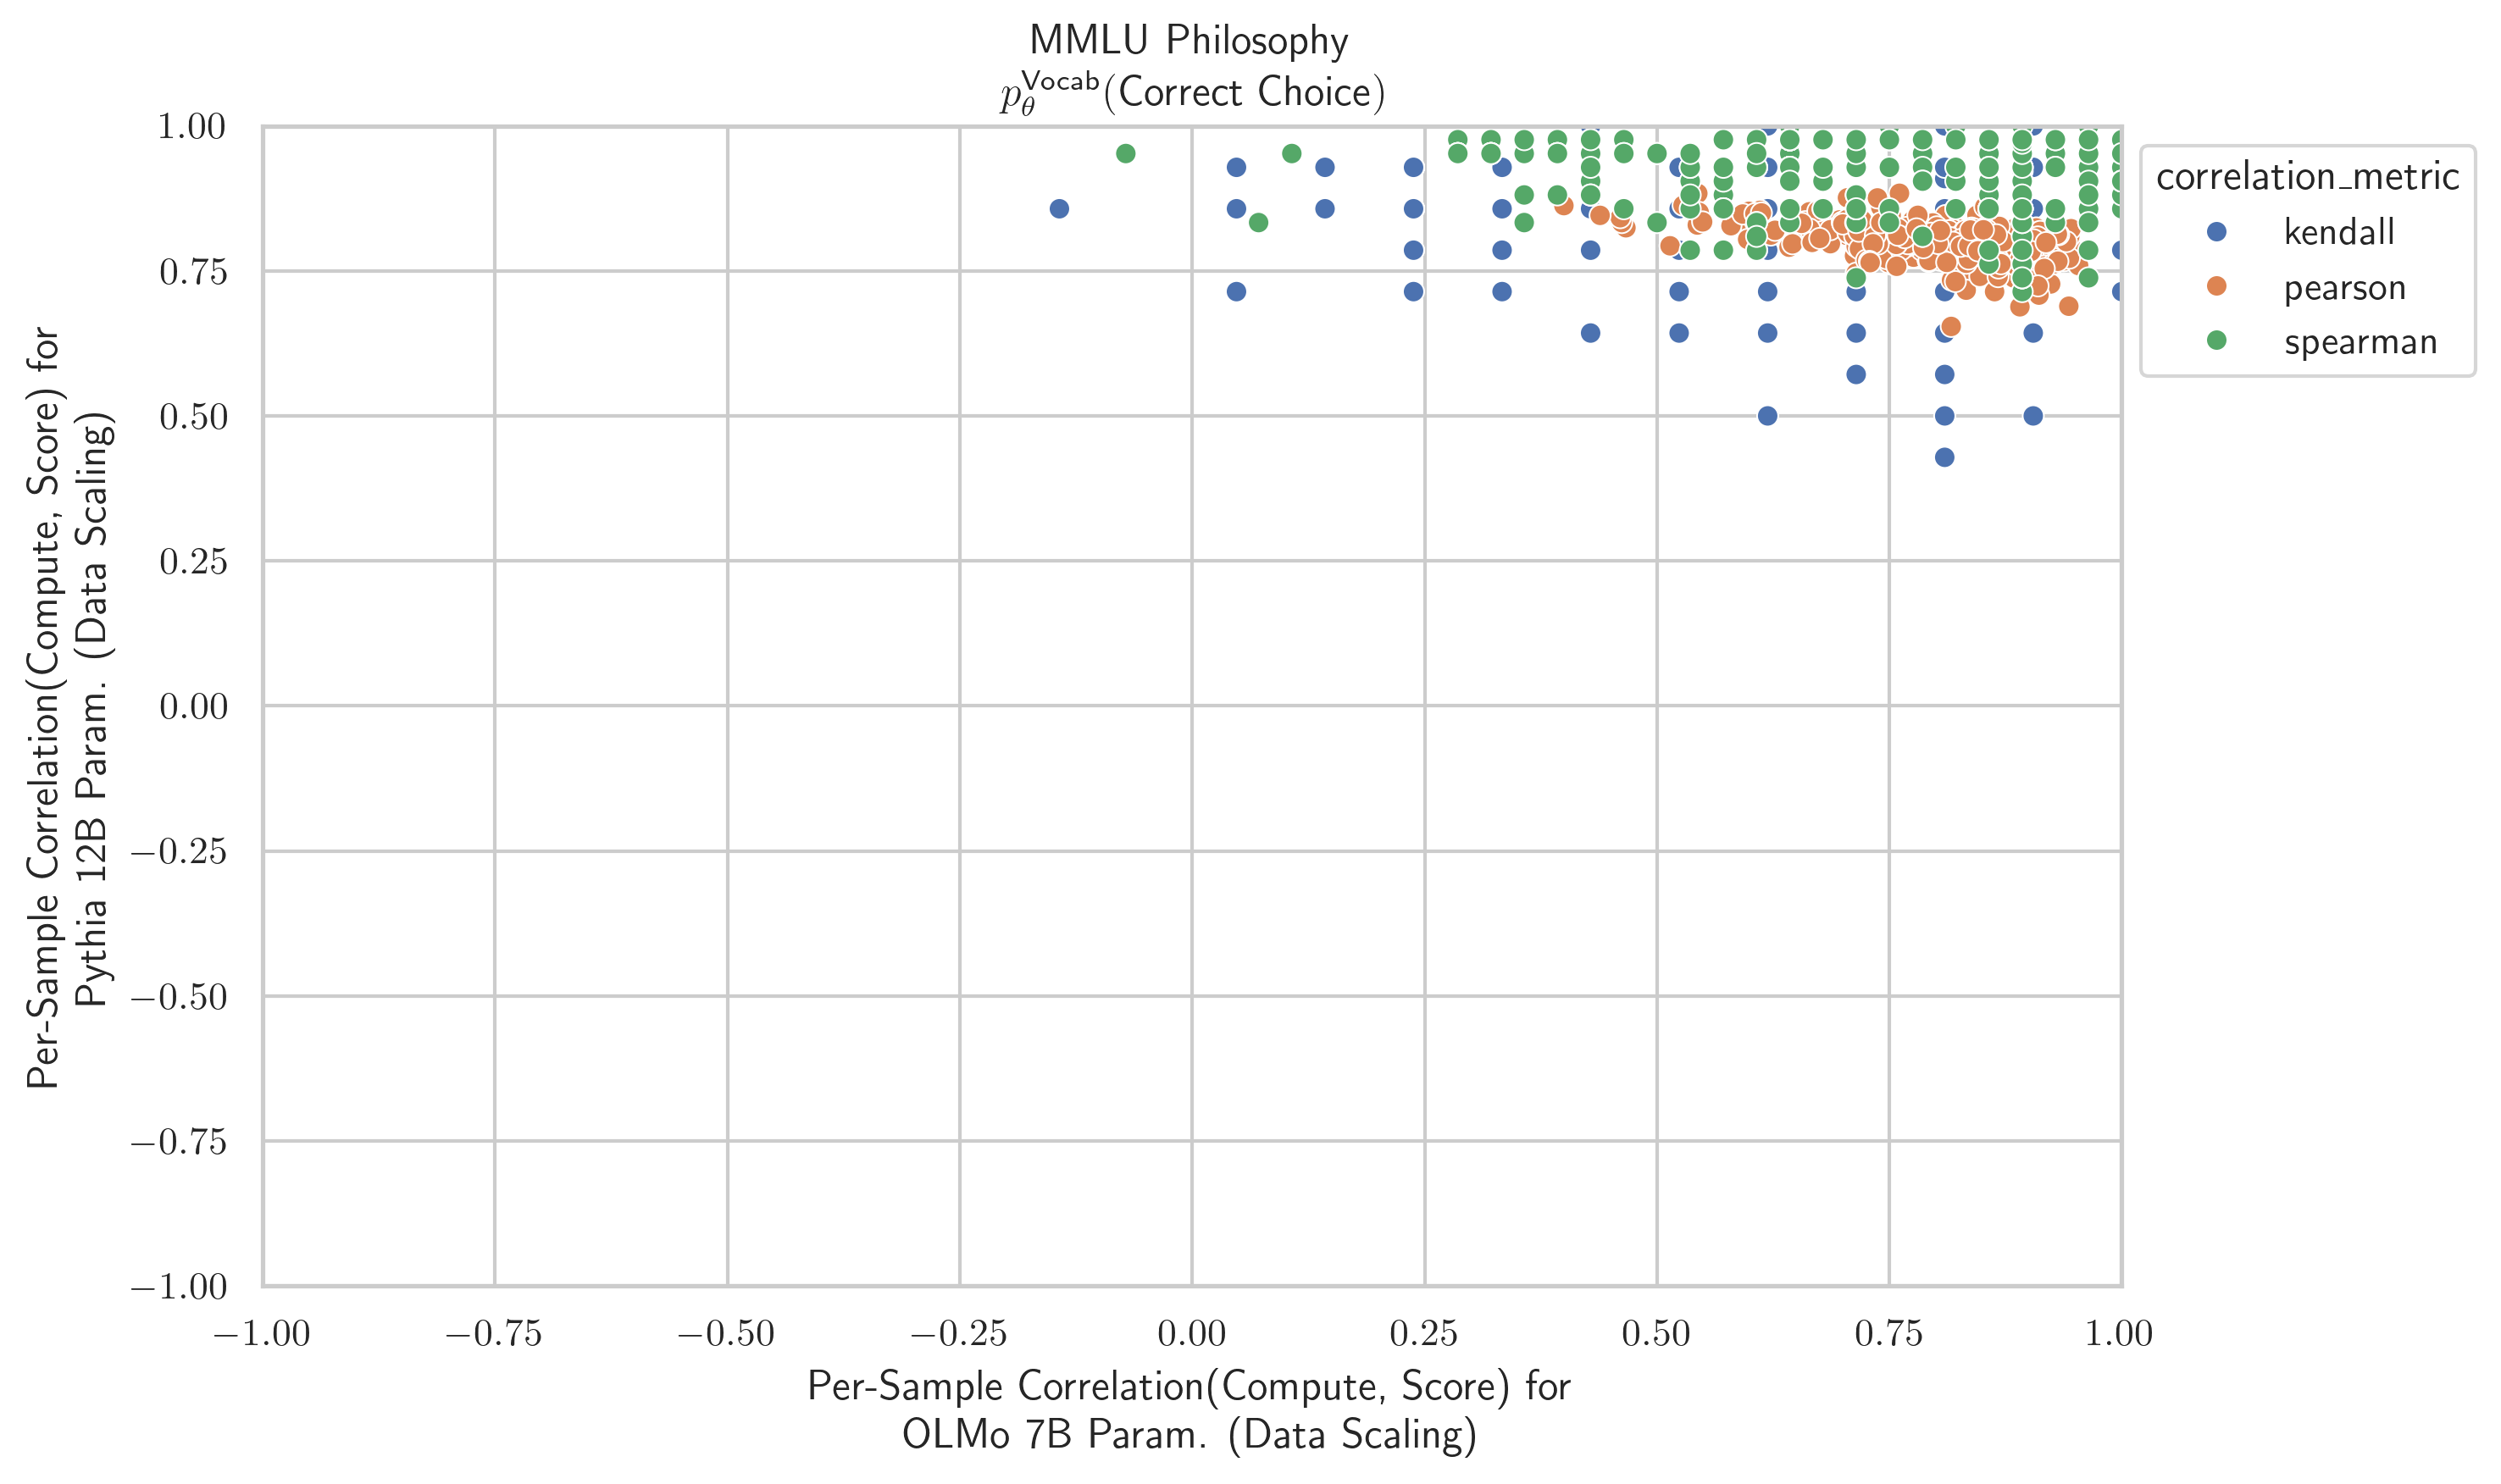 MMLU Philosophy
p_θ^Vocab(Correct Choice)
Per-Sample Correlation(Compute, Score) for
Pythia 12B Param. (Data Scaling)
1.00
0.75
0.50
0.25
0.00
−0.25
−0.50
−0.75
−1.00
−1.00
−0.75
−0.50
−0.25
0.00
0.25
0.50
0.75
1.00
Per-Sample Correlation(Compute, Score) for
OLMo 7B Param. (Data Scaling)
correlation_metric
kendall
pearson
spearman